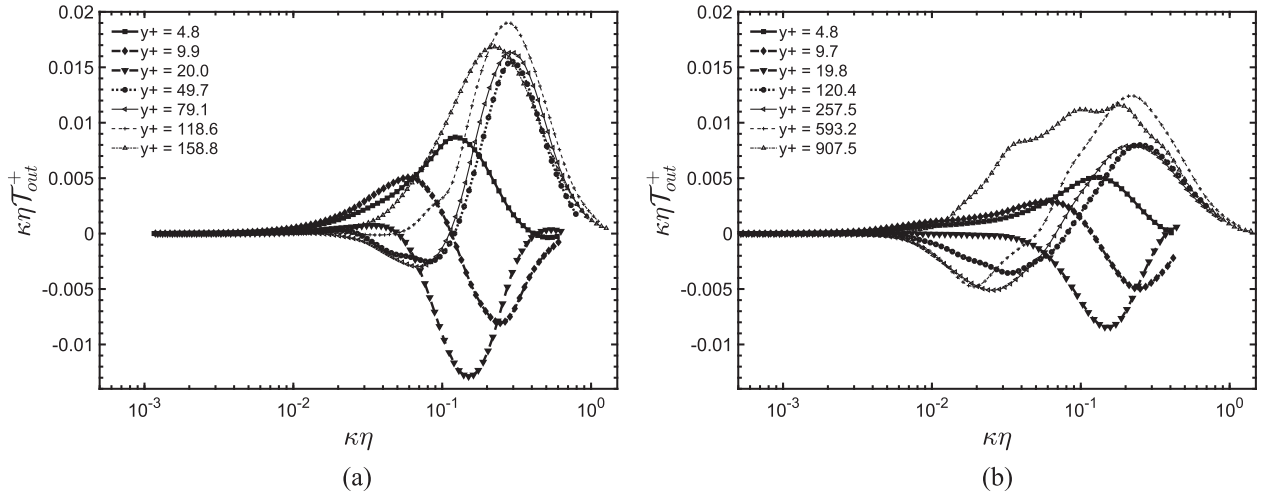 0.02
0.015
0.01
0.005
0
-0.005
-0.01
κη𝒯⁺out
y+ = 4.8
y+ = 9.9
y+ = 20.0
y+ = 49.7
y+ = 79.1
y+ = 118.6
y+ = 158.8
10⁻³
10⁻²
10⁻¹
10⁰
κη
(a)
0.02
0.015
0.01
0.005
0
-0.005
-0.01
κη𝒯⁺out
y+ = 4.8
y+ = 9.7
y+ = 19.8
y+ = 120.4
y+ = 257.5
y+ = 593.2
y+ = 907.5
10⁻³
10⁻²
10⁻¹
10⁰
κη
(b)